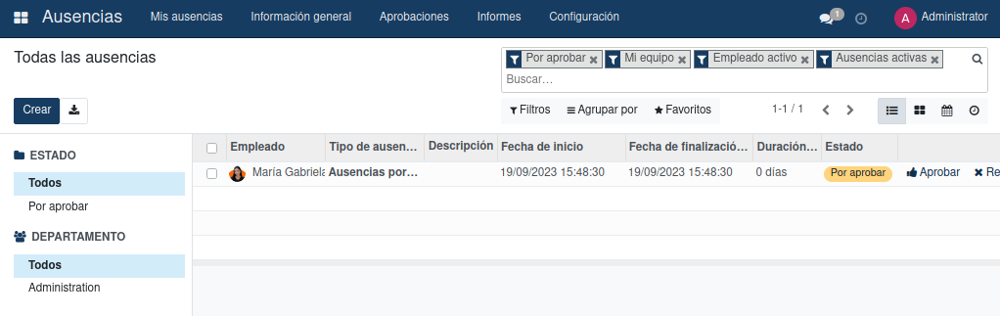 Ausencias Mis ausencias Información general Aprobaciones Informes Configuración 1 A Administrator
Todas las ausencias
Por aprobar Mi equipo Empleado activo Ausencias activas
Buscar...
Crear Filtros Agrupar por Favoritos 1-1 / 1
ESTADO
Todos
Por aprobar
DEPARTAMENTO
Todos
Administration
Empleado Tipo de ausen... Descripción Fecha de inicio Fecha de finalizació... Duración... Estado
María Gabriela Ausencias por... 19/09/2023 15:48:30 19/09/2023 15:48:30 0 días Por aprobar Aprobar Re